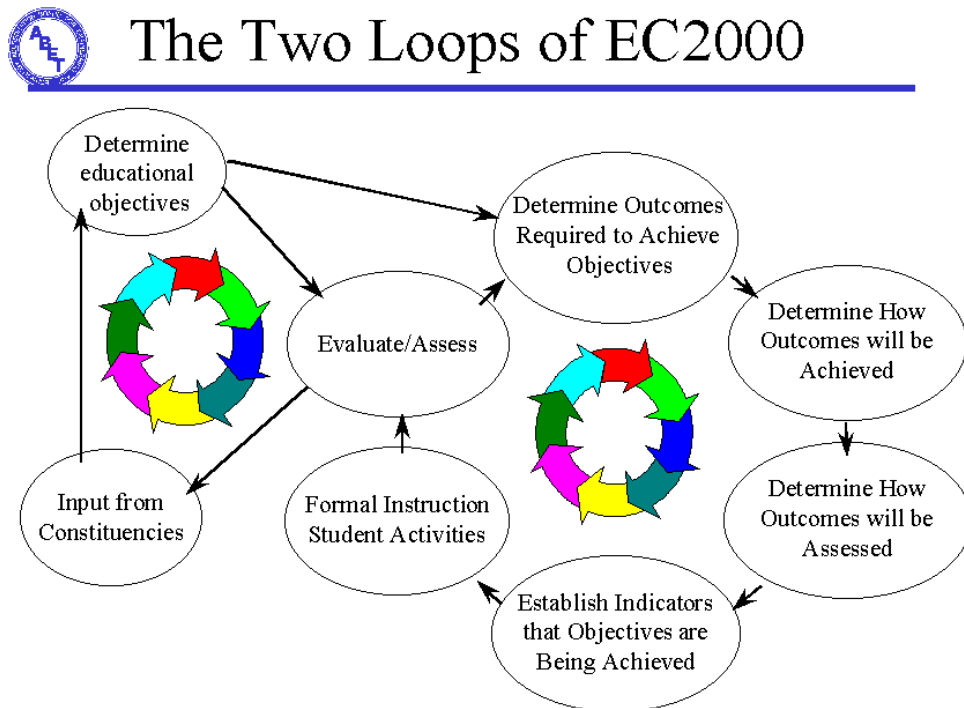 ABET
The Two Loops of EC2000
Determine
educational
objectives
Determine Outcomes
Required to Achieve
Objectives
Evaluate/Assess
Determine How
Outcomes will be
Achieved
Input from
Constituencies
Formal Instruction
Student Activities
Determine How
Outcomes will be
Assessed
Establish Indicators
that Objectives are
Being Achieved